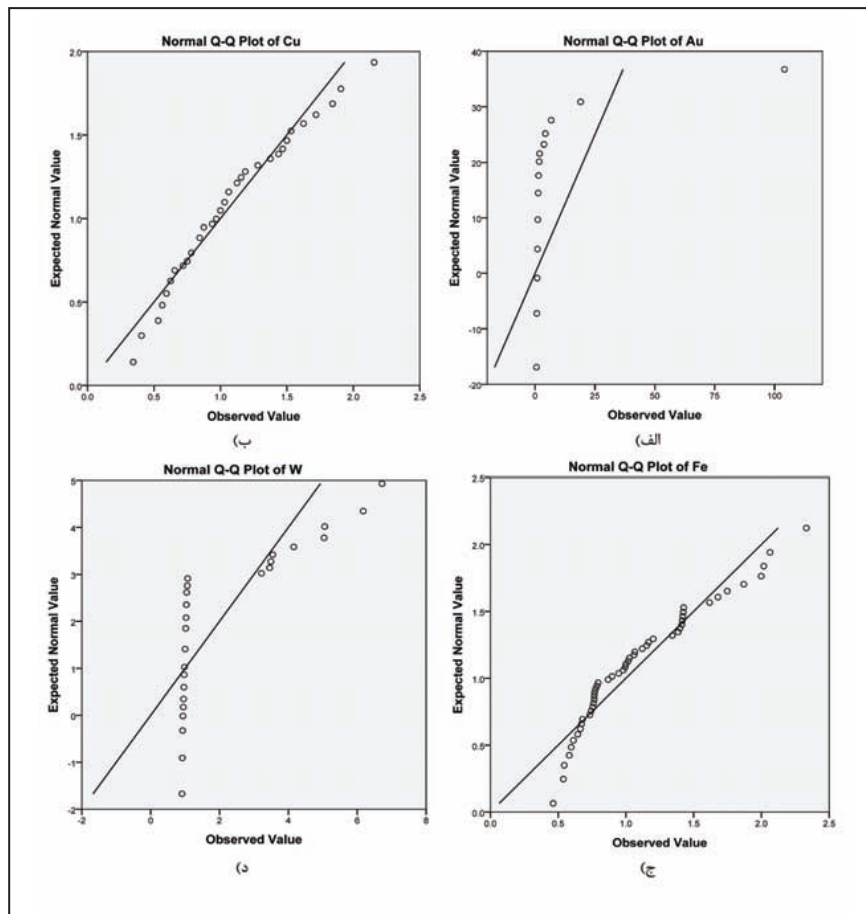 Normal Q-Q Plot of Cu
Expected Normal Value
2.0
1.5
1.0
0.5
0.0
0.0 0.5 1.0 1.5 2.0 2.5
Observed Value
ب)
Normal Q-Q Plot of Au
Expected Normal Value
40
30
20
10
0
-10
-20
0 25 50 75 100
Observed Value
الف)
Normal Q-Q Plot of W
Expected Normal Value
5
4
3
2
1
0
-1
-2
-2 0 2 4 6 8
Observed Value
د)
Normal Q-Q Plot of Fe
Expected Normal Value
2.5
2.0
1.5
1.0
0.5
0.0
0.0 0.5 1.0 1.5 2.0 2.5
Observed Value
ج)